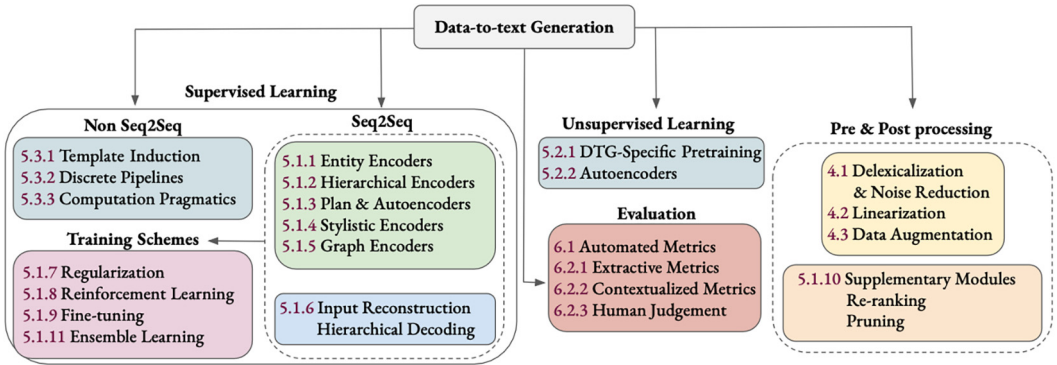 Data-to-text Generation
Supervised Learning
Non Seq2Seq
5.3.1 Template Induction
5.3.2 Discrete Pipelines
5.3.3 Computation Pragmatics
Training Schemes
5.1.7 Regularization
5.1.8 Reinforcement Learning
5.1.9 Fine-tuning
5.1.11 Ensemble Learning
Seq2Seq
5.1.1 Entity Encoders
5.1.2 Hierarchical Encoders
5.1.3 Plan & Autoencoders
5.1.4 Stylistic Encoders
5.1.5 Graph Encoders
5.1.6 Input Reconstruction
Hierarchical Decoding
Unsupervised Learning
5.2.1 DTG-Specific Pretraining
5.2.2 Autoencoders
Evaluation
6.1 Automated Metrics
6.2.1 Extractive Metrics
6.2.2 Contextualized Metrics
6.2.3 Human Judgement
Pre & Post processing
4.1 Delexicalization
& Noise Reduction
4.2 Linearization
4.3 Data Augmentation
5.1.10 Supplementary Modules
Re-ranking
Pruning